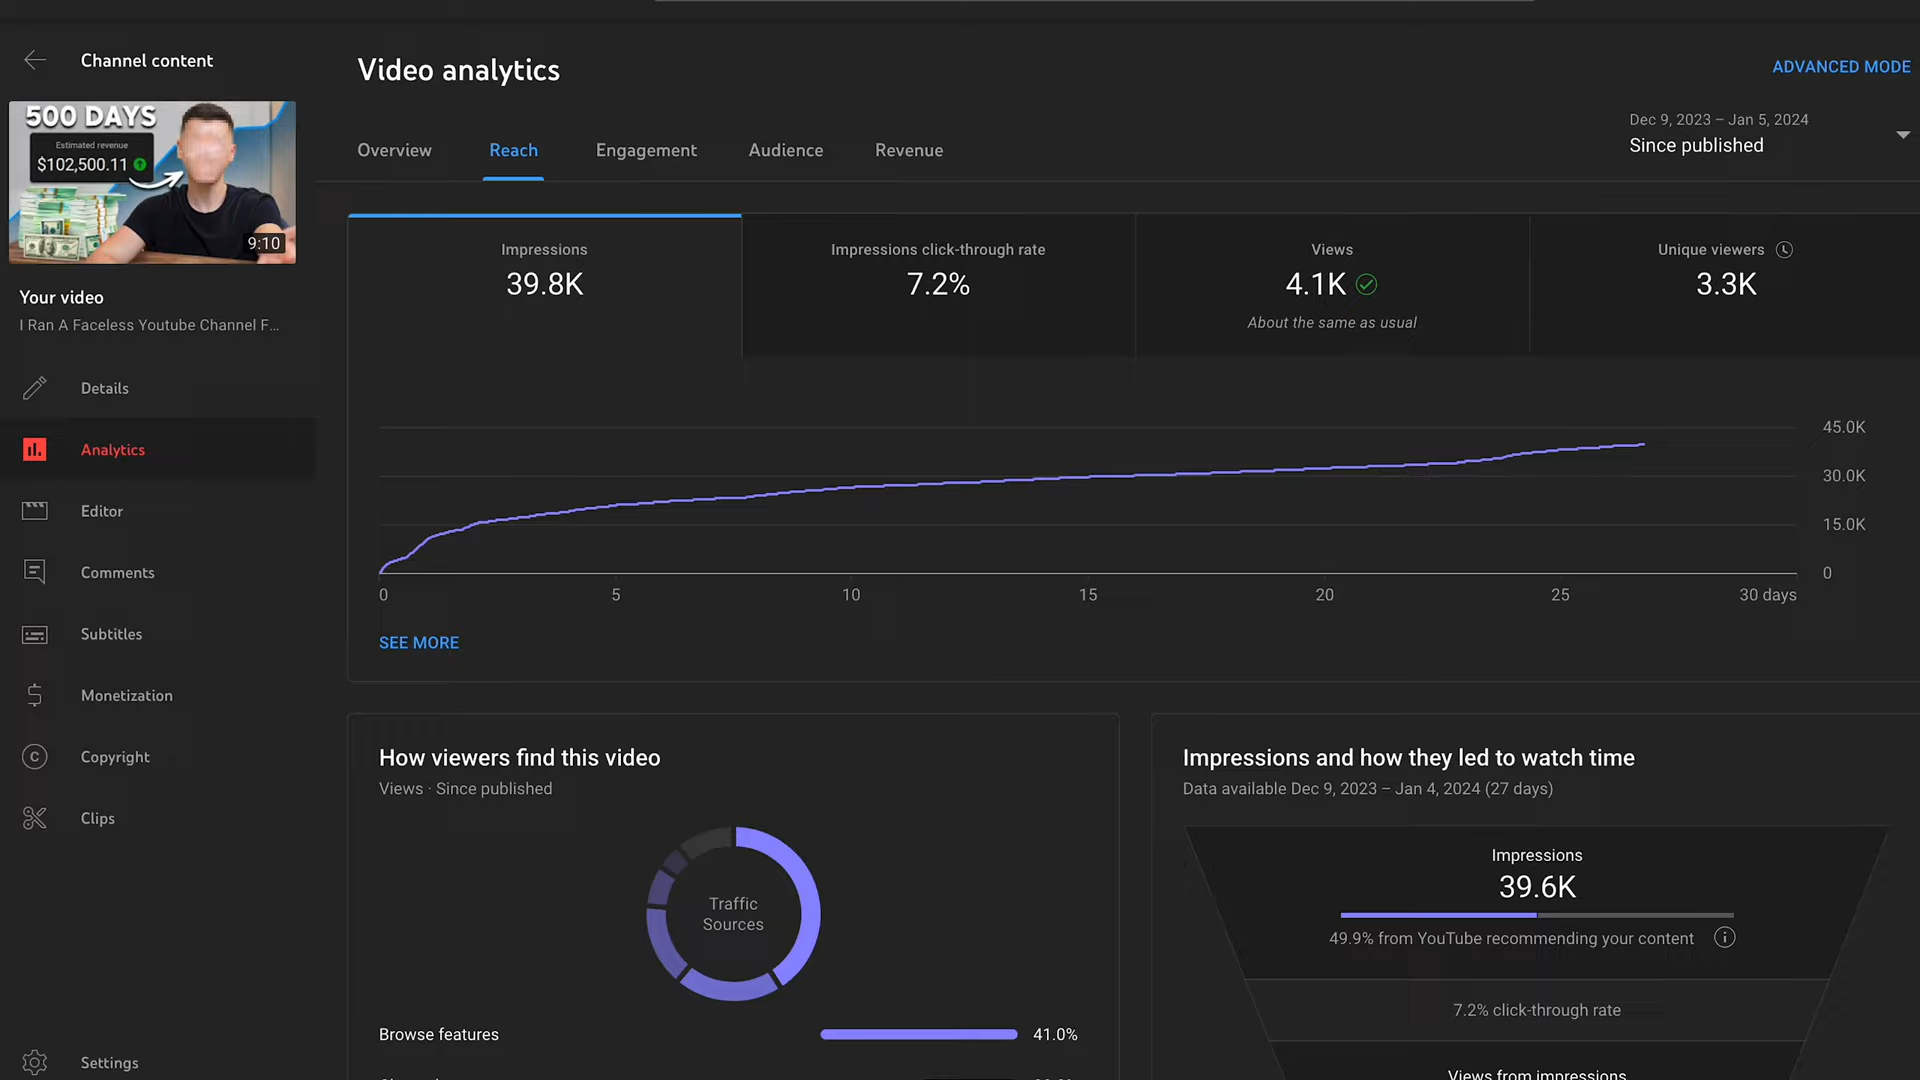 Channel content
500 DAYS
Estimated revenue
$102,500.11
9:10
Your video
I Ran A Faceless Youtube Channel F...
Details
Analytics
Editor
Comments
Subtitles
Monetization
Copyright
Clips
Settings
Video analytics
ADVANCED MODE
Dec 9, 2023 – Jan 5, 2024
Since published
Overview
Reach
Engagement
Audience
Revenue
Impressions
39.8K
Impressions click-through rate
7.2%
Views
4.1K
About the same as usual
Unique viewers
3.3K
45.0K
30.0K
15.0K
0
0
5
10
15
20
25
30 days
SEE MORE
How viewers find this video
Views · Since published
Traffic
Sources
Browse features
41.0%
Impressions and how they led to watch time
Data available Dec 9, 2023 – Jan 4, 2024 (27 days)
Impressions
39.6K
49.9% from YouTube recommending your content
7.2% click-through rate
Views from impressions